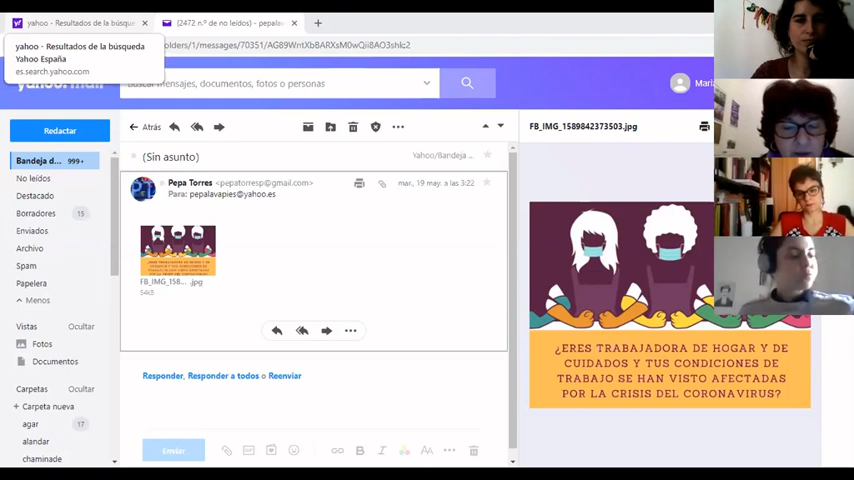 yahoo - Resultados de la búsqueda
(2472 n.º de no leídos) - pepalav
yahoo - Resultados de la búsqueda
Yahoo España
es.search.yahoo.com
olders/1/messages/70351/AG89WntXbBARXsM0wQii8AO3shlc2
yahoo!mail
Buscar mensajes, documentos, fotos o personas
Redactar
Bandeja d... 999+
No leídos
Destacado
Borradores 15
Enviados
Archivo
Spam
Papelera
Menos
Vistas Ocultar
Fotos
Documentos
Carpetas Ocultar
+ Carpeta nueva
agar 17
alandar
chaminade
Atrás
(Sin asunto)
Yahoo/Bandeja ...
Pepa Torres <pepatorresp@gmail.com>
mar., 19 may. a las 3:22
Para: pepalavapies@yahoo.es
FB_IMG_158... .jpg
54kB
Responder, Responder a todos o Reenviar
Enviar
FB_IMG_1589842373503.jpg
¿ERES TRABAJADORA DE HOGAR Y DE
CUIDADOS Y TUS CONDICIONES DE
TRABAJO SE HAN VISTO AFECTADAS
POR LA CRISIS DEL CORONAVIRUS?